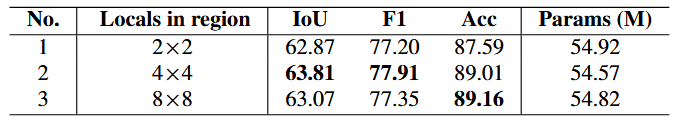 No. Locals in region IoU F1 Acc Params (M)
1 2×2 62.87 77.20 87.59 54.92
2 4×4 63.81 77.91 89.01 54.57
3 8×8 63.07 77.35 89.16 54.82